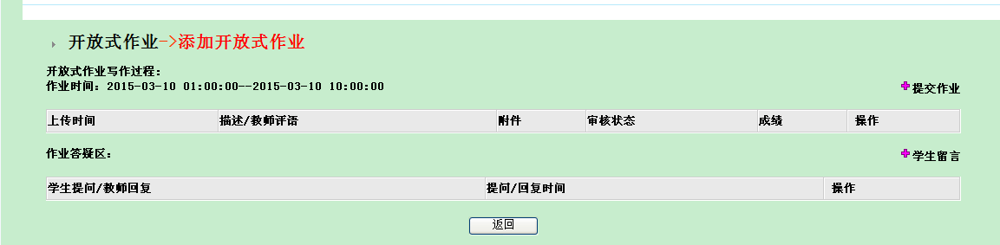 开放式作业->添加开放式作业
开放式作业写作过程：
作业时间：2015-03-10 01:00:00--2015-03-10 10:00:00
提交作业
上传时间 描述/教师评语 附件 审核状态 成绩 操作
作业答疑区：
学生留言
学生提问/教师回复 提问/回复时间 操作
返回